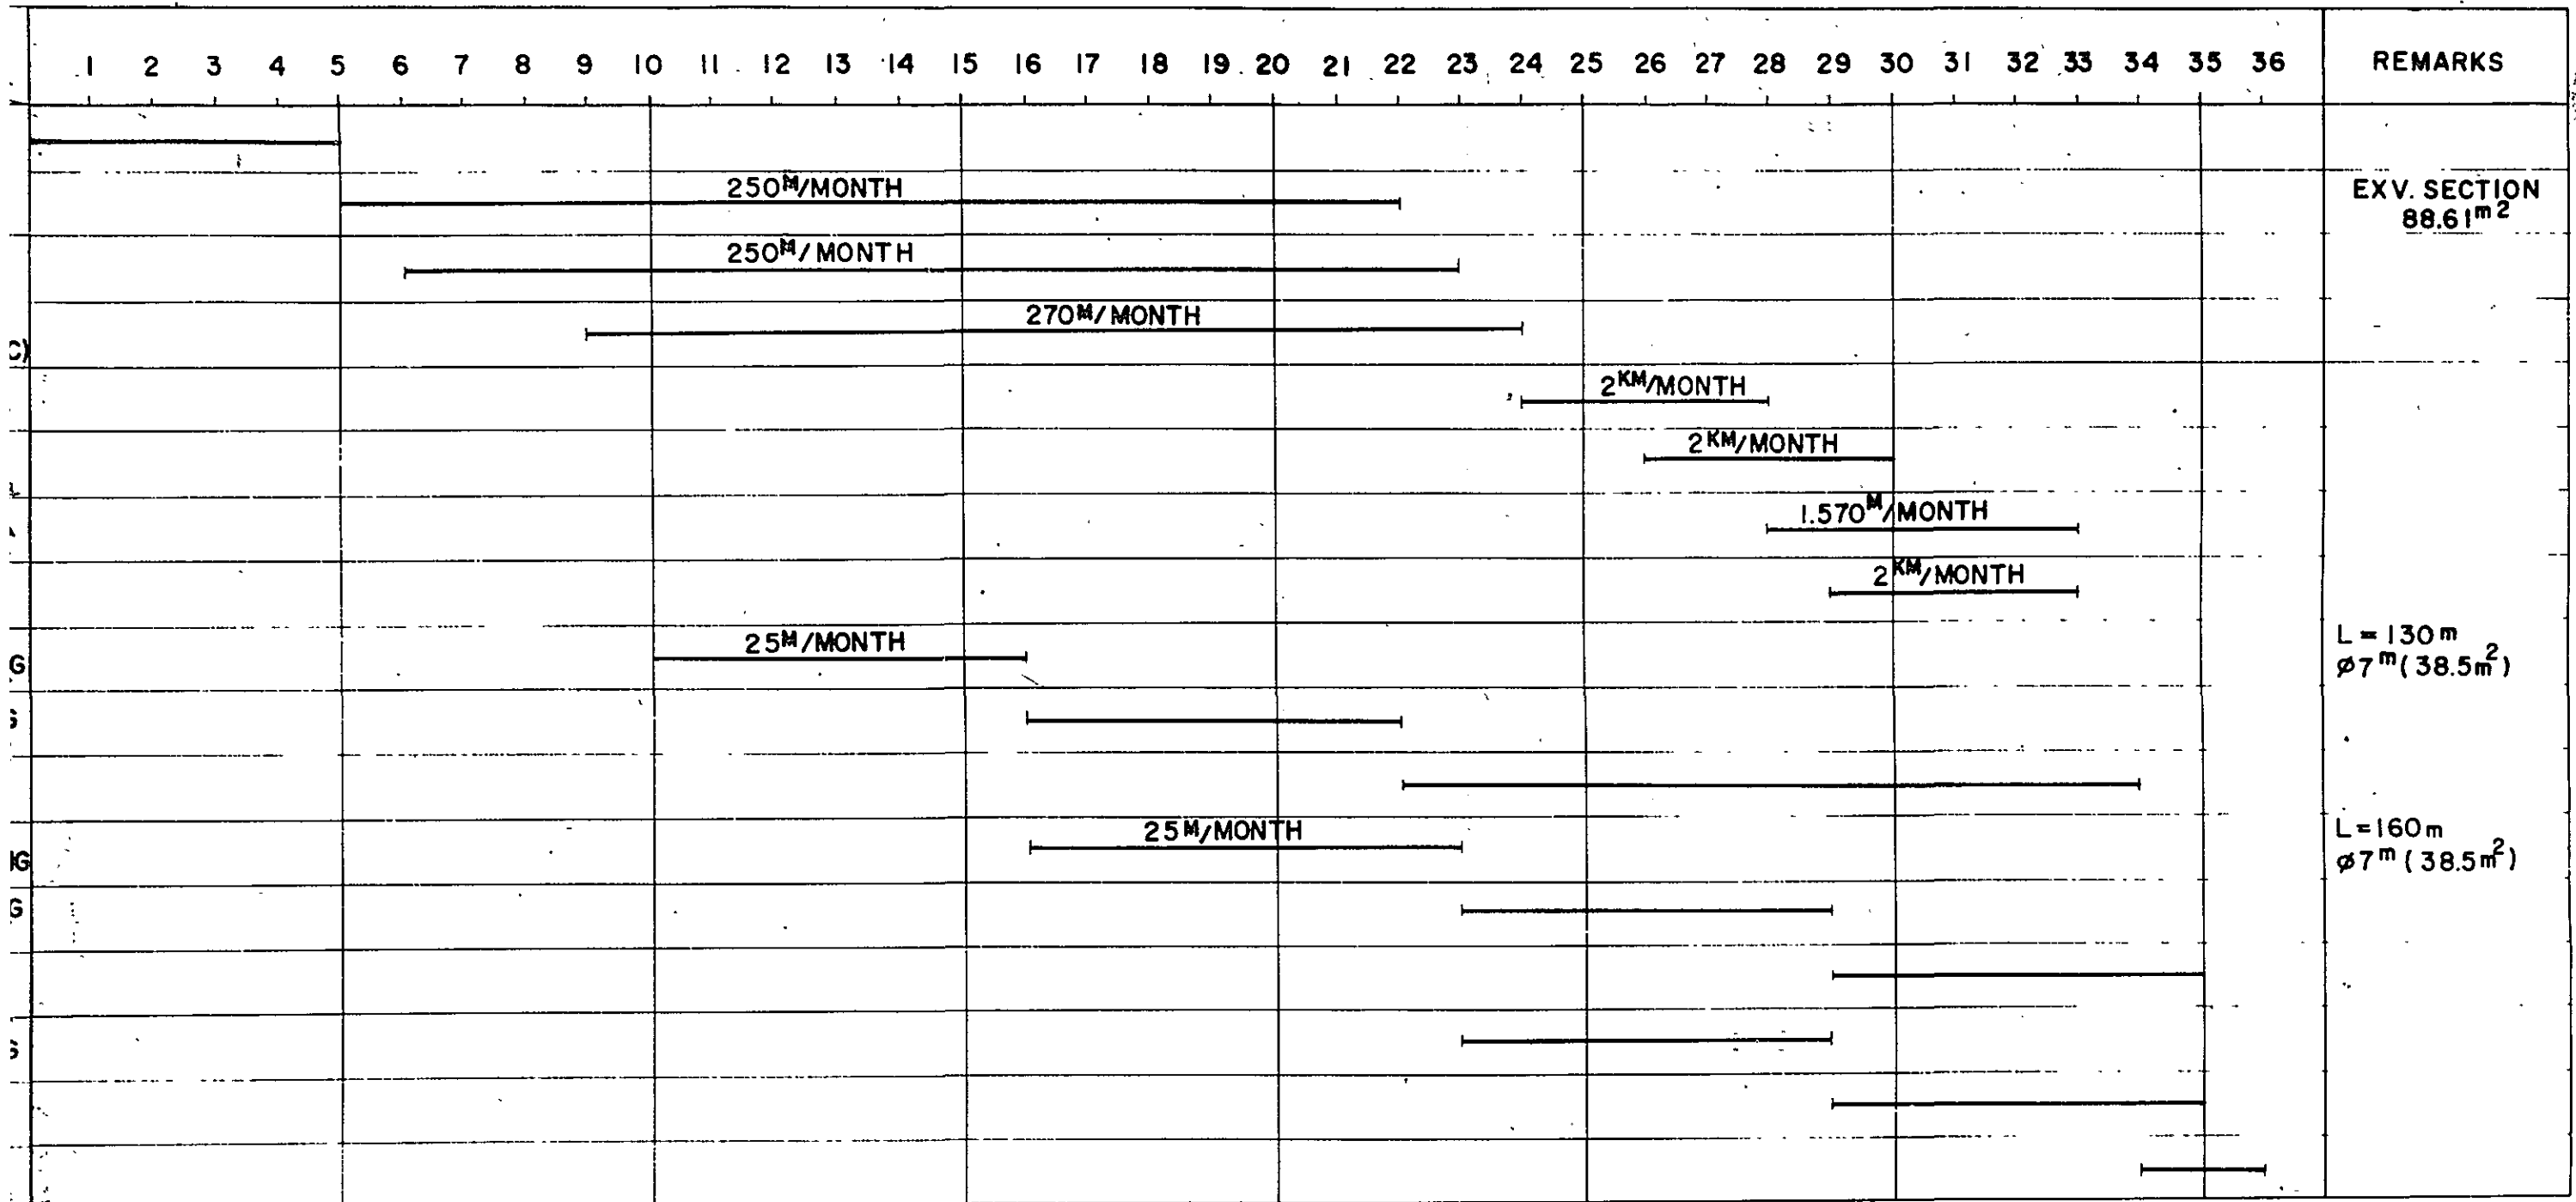 1 2 3 4 5 6 7 8 9 10 11 12 13 14 15 16 17 18 19 20 21 22 23 24 25 26 27 28 29 30 31 32 33 34 35 36 REMARKS
250M/MONTH
EXV. SECTION
88.61m2
250M/MONTH
270M/MONTH
C)
2KM/MONTH
2KM/MONTH
1.570M/MONTH
2KM/MONTH
25M/MONTH
L = 130m
G
ø7m (38.5m2)
S
25M/MONTH
L = 160m
IG
ø7m (38.5m2)
G
S